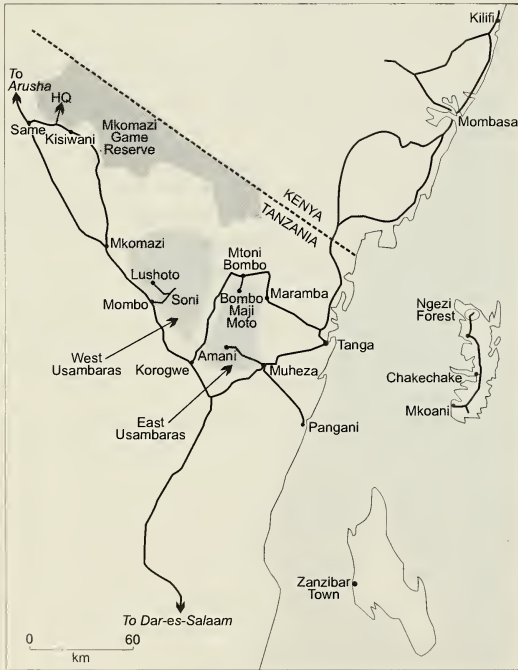 Kilifi
To
Arusha
HQ
Same
Kisiwani
Mkomazi
Game
Reserve
Mombasa
KENYA
TANZANIA
Mkomazi
Lushoto
Mombo
Soni
Mtoni
Bombo
Bombo
Maji
Moto
Maramba
Ngezi
Forest
West
Usambaras
Korogwe
Amani
Muheza
Tanga
Chakechake
Mkoani
East
Usambaras
Pangani
Zanzibar
Town
To Dar-es-Salaam
0 60
km